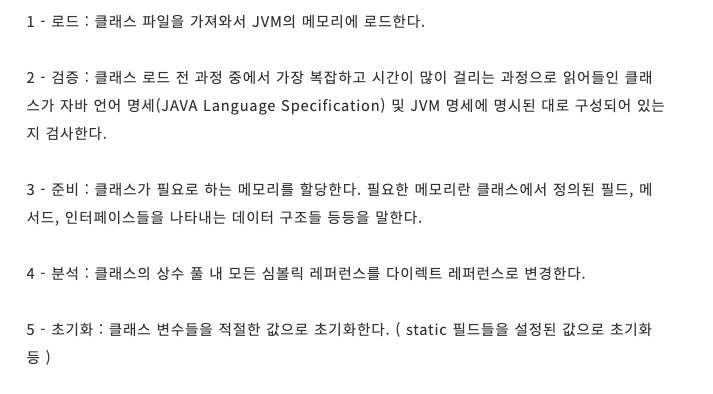 1 - 로드 : 클래스 파일을 가져와서 JVM의 메모리에 로드한다.
2 - 검증 : 클래스 로드 전 과정 중에서 가장 복잡하고 시간이 많이 걸리는 과정으로 읽어들인 클래
스가 자바 언어 명세(JAVA Language Specification) 및 JVM 명세에 명시된 대로 구성되어 있는
지 검사한다.
3 - 준비 : 클래스가 필요로 하는 메모리를 할당한다. 필요한 메모리란 클래스에서 정의된 필드, 메
서드, 인터페이스들을 나타내는 데이터 구조들 등등을 말한다.
4 - 분석 : 클래스의 상수 풀 내 모든 심볼릭 레퍼런스를 다이렉트 레퍼런스로 변경한다.
5 - 초기화 : 클래스 변수들을 적절한 값으로 초기화한다. ( static 필드들을 설정된 값으로 초기화
등 )